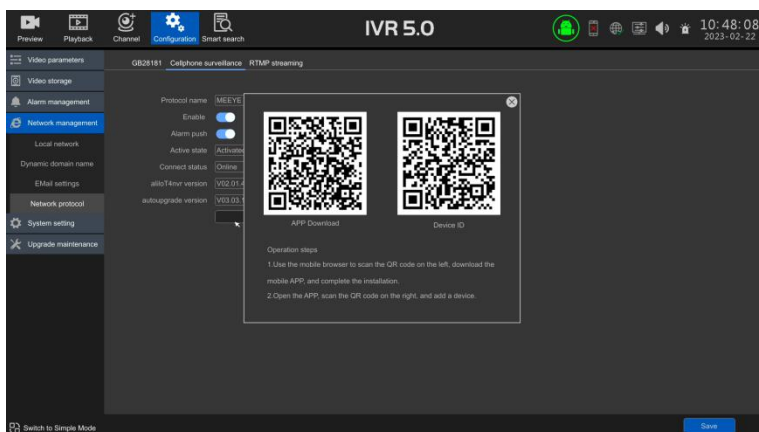 IVR 5.0
10:48:08
2023-02-22
Preview
Playback
Channel
Configuration
Smart search
Video parameters
Video storage
Alarm management
Network management
Local network
Dynamic domain name
EMail settings
Network protocol
System setting
Upgrade maintenance
Switch to Simple Mode
GB28181 Cellphone surveillance RTMP streaming
Protocol name MEEYE
Enable
Alarm push
Active state Activated
Connect status Online
aliIoT4nvr version V02.01.4
autoupgrade version V03.03.1
APP Download
Device ID
Operation steps
1.Use the mobile browser to scan the QR code on the left, download the
mobile APP, and complete the installation.
2.Open the APP, scan the QR code on the right, and add a device.
Save